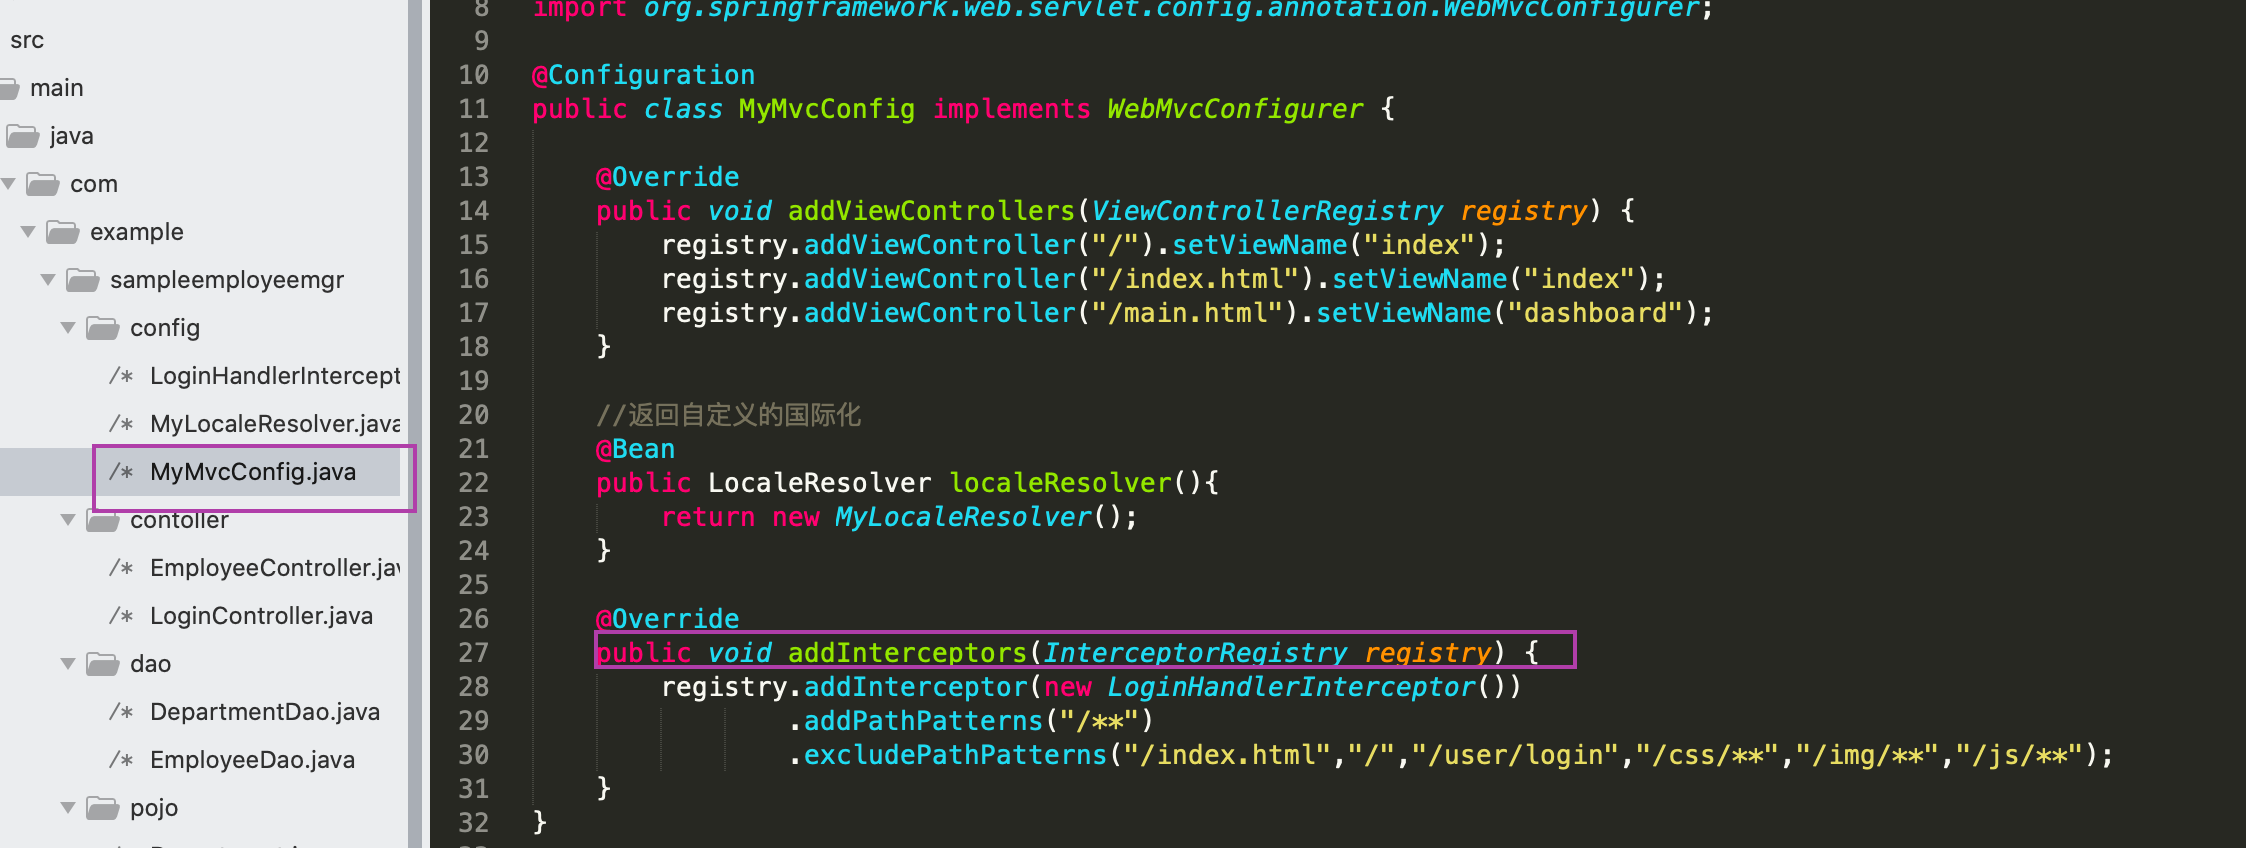 src
main
java
com
example
sampleemployeemgr
config
/* LoginHandlerIntercept
/* MyLocaleResolver.java
/* MyMvcConfig.java
contoller
/* EmployeeController.jav
/* LoginController.java
dao
/* DepartmentDao.java
/* EmployeeDao.java
pojo
8 import org.springframework.web.servlet.config.annotation.WebMvcConfigurer;
9
10 @Configuration
11 public class MyMvcConfig implements WebMvcConfigurer {
12
13 @Override
14 public void addViewControllers(ViewControllerRegistry registry) {
15 registry.addViewController("/").setViewName("index");
16 registry.addViewController("/index.html").setViewName("index");
17 registry.addViewController("/main.html").setViewName("dashboard");
18 }
19
20 //返回自定义的国际化
21 @Bean
22 public LocaleResolver localeResolver(){
23 return new MyLocaleResolver();
24 }
25
26 @Override
27 public void addInterceptors(InterceptorRegistry registry) {
28 registry.addInterceptor(new LoginHandlerInterceptor())
29 .addPathPatterns("/**")
30 .excludePathPatterns("/index.html","/","/user/login","/css/**","/img/**","/js/**");
31 }
32 }